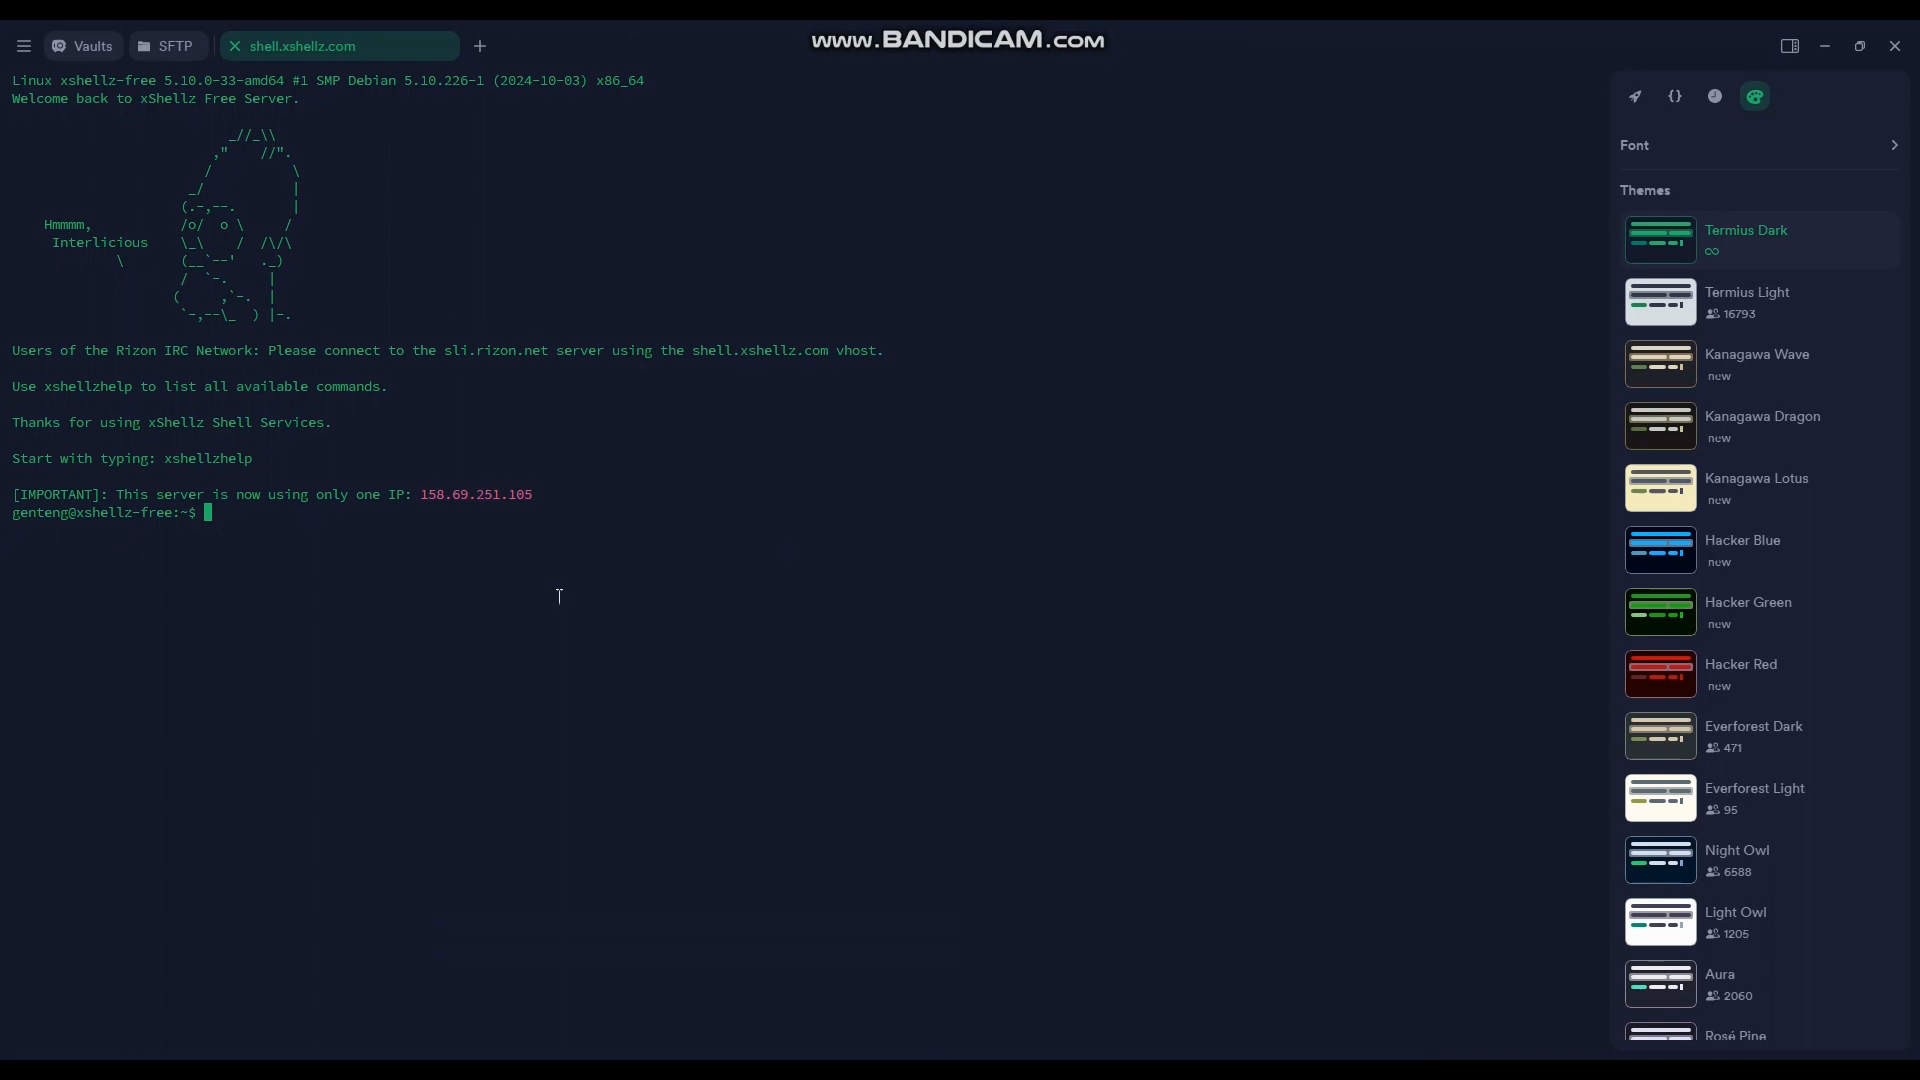 Vaults
SFTP
shell.xshellz.com
www.BANDICAM.com
Linux xshellz-free 5.10.0-33-amd64 #1 SMP Debian 5.10.226-1 (2024-10-03) x86_64
Welcome back to xShellz Free Server.
                           _//_\\
                         ,"    //".
                        /          \
                      _/           |
                     (.-,--.       |
    Hmmmm,           /o/  o \     /
     Interlicious    \_\    /  /\/\
             \       (__`--'   ._)
                     /  `-.     |
                    (     ,`-.  |
                     `-,--\_  ) |-.
Users of the Rizon IRC Network: Please connect to the sli.rizon.net server using the shell.xshellz.com vhost.
Use xshellzhelp to list all available commands.
Thanks for using xShellz Shell Services.
Start with typing: xshellzhelp
[IMPORTANT]: This server is now using only one IP: 158.69.251.105
genteng@xshellz-free:~$
{}
Font
Themes
Termius Dark
∞
Termius Light
16793
Kanagawa Wave
new
Kanagawa Dragon
new
Kanagawa Lotus
new
Hacker Blue
new
Hacker Green
new
Hacker Red
new
Everforest Dark
471
Everforest Light
95
Night Owl
6588
Light Owl
1205
Aura
2060
Rosé Pine